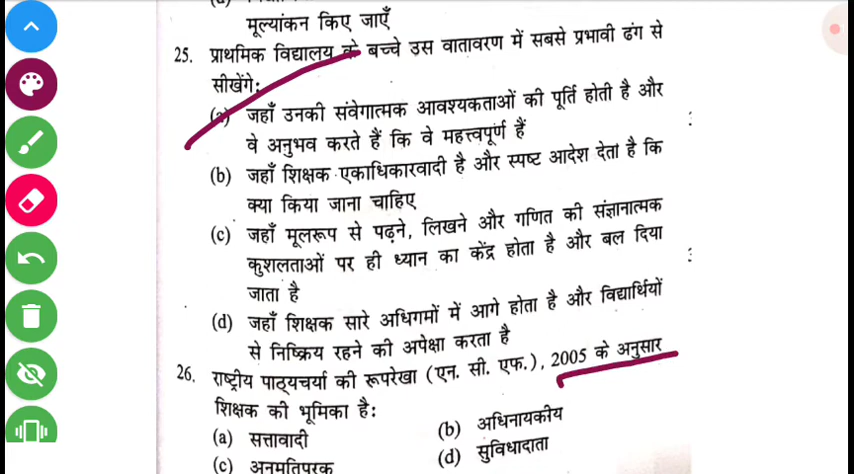 मूल्यांकन किए जाएँ
25. प्राथमिक विद्यालय के बच्चे उस वातावरण में सबसे प्रभावी ढंग से
सीखेंगे:
(a) जहाँ उनकी संवेगात्मक आवश्यकताओं की पूर्ति होती है और
वे अनुभव करते हैं कि वे महत्त्वपूर्ण हैं
(b) जहाँ शिक्षक एकाधिकारवादी है और स्पष्ट आदेश देता है कि
क्या किया जाना चाहिए
(c) जहाँ मूलरूप से पढ़ने, लिखने और गणित की संज्ञानात्मक
कुशलताओं पर ही ध्यान का केंद्र होता है और बल दिया
जाता है
(d) जहाँ शिक्षक सारे अधिगमों में आगे होता है और विद्यार्थियों
से निष्क्रिय रहने की अपेक्षा करता है
26. राष्ट्रीय पाठ्यचर्या की रूपरेखा (एन. सी. एफ.), 2005 के अनुसार
शिक्षक की भूमिका है:
(a) सत्तावादी (b) अधिनायकीय
(c) अनुमतिपरक (d) सुविधादाता